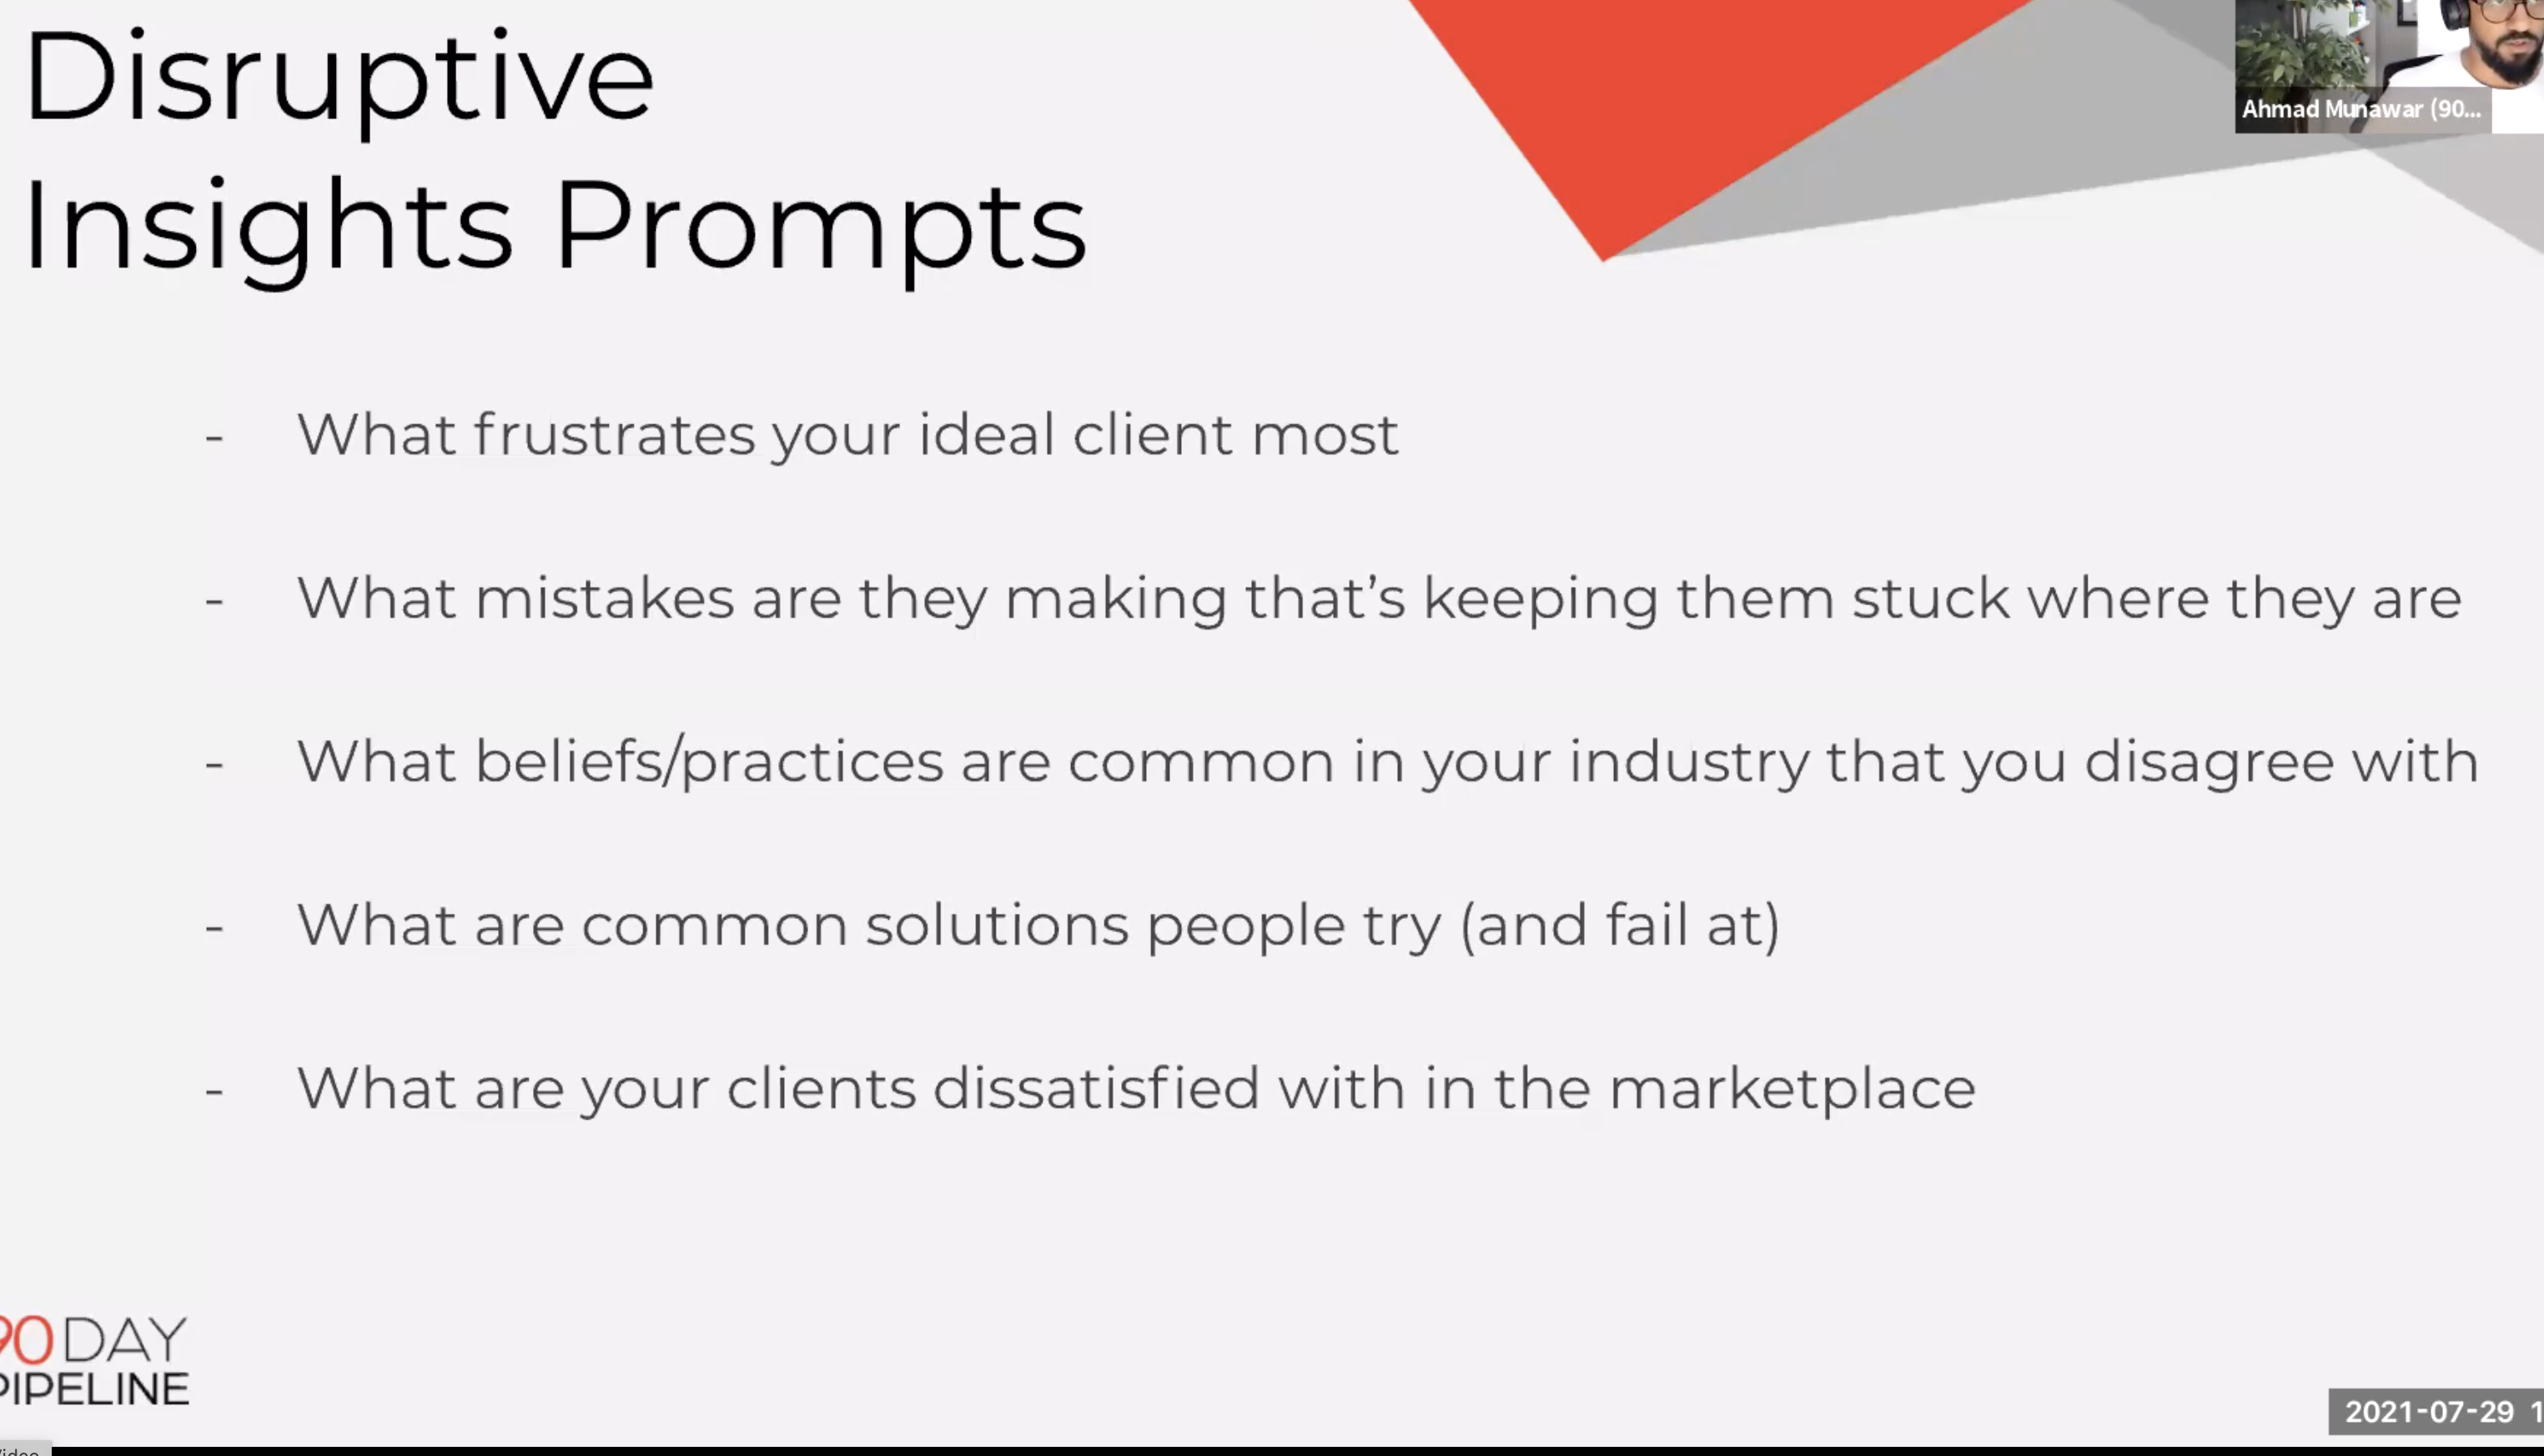 Disruptive
Insights Prompts
Ahmad Munawar (90...
- What frustrates your ideal client most
- What mistakes are they making that’s keeping them stuck where they are
- What beliefs/practices are common in your industry that you disagree with
- What are common solutions people try (and fail at)
- What are your clients dissatisfied with in the marketplace
90 DAY
PIPELINE
2021-07-29 1